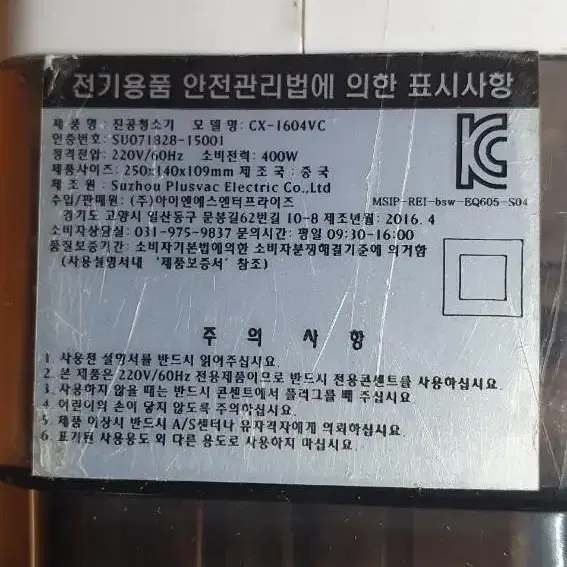 전기용품 안전관리법에 의한 표시사항
제 품 명 : 진공청소기 모 델 명: CX-1604VC
인증번호: SU071828-15001
정격전압: 220V/60Hz 소비전력: 400W
제품사이즈: 250×140×109mm 제 조 국: 중 국
제 조 원: Suzhou Plusvac Electric Co.,Ltd
수입/판매원: (주)아이엔에스엔터프라이즈
경기도 고양시 일산동구 문봉길62번길 10-8 제조년월: 2016. 4
소비자상담실: 031-975-9837 문의시간: 평일 09:30-16:00
품질보증기간: 소비자기본법에의한 소비자분쟁해결기준에 의거함
(사용설명서내 '제품보증서' 참조)
KC
MSIP-REI-bsw-EQ605-S04
주 의 사 항
1. 사용전 설명서를 반드시 읽어주십시요.
2. 본 제품은 220V/60Hz 전용제품이므로 반드시 전용콘센트를 사용하십시요.
3. 사용하지 않을 때는 반드시 콘센트에서 플러그를 빼 주십시요
4. 어린이의 손이 닿지 않도록 주의하십시요.
5. 제품 이상시 반드시 A/S센터나 유자격자에게 의뢰하십시요.
6. 표기된 사용용도 외 다른 용도로 사용하지 마십시요.